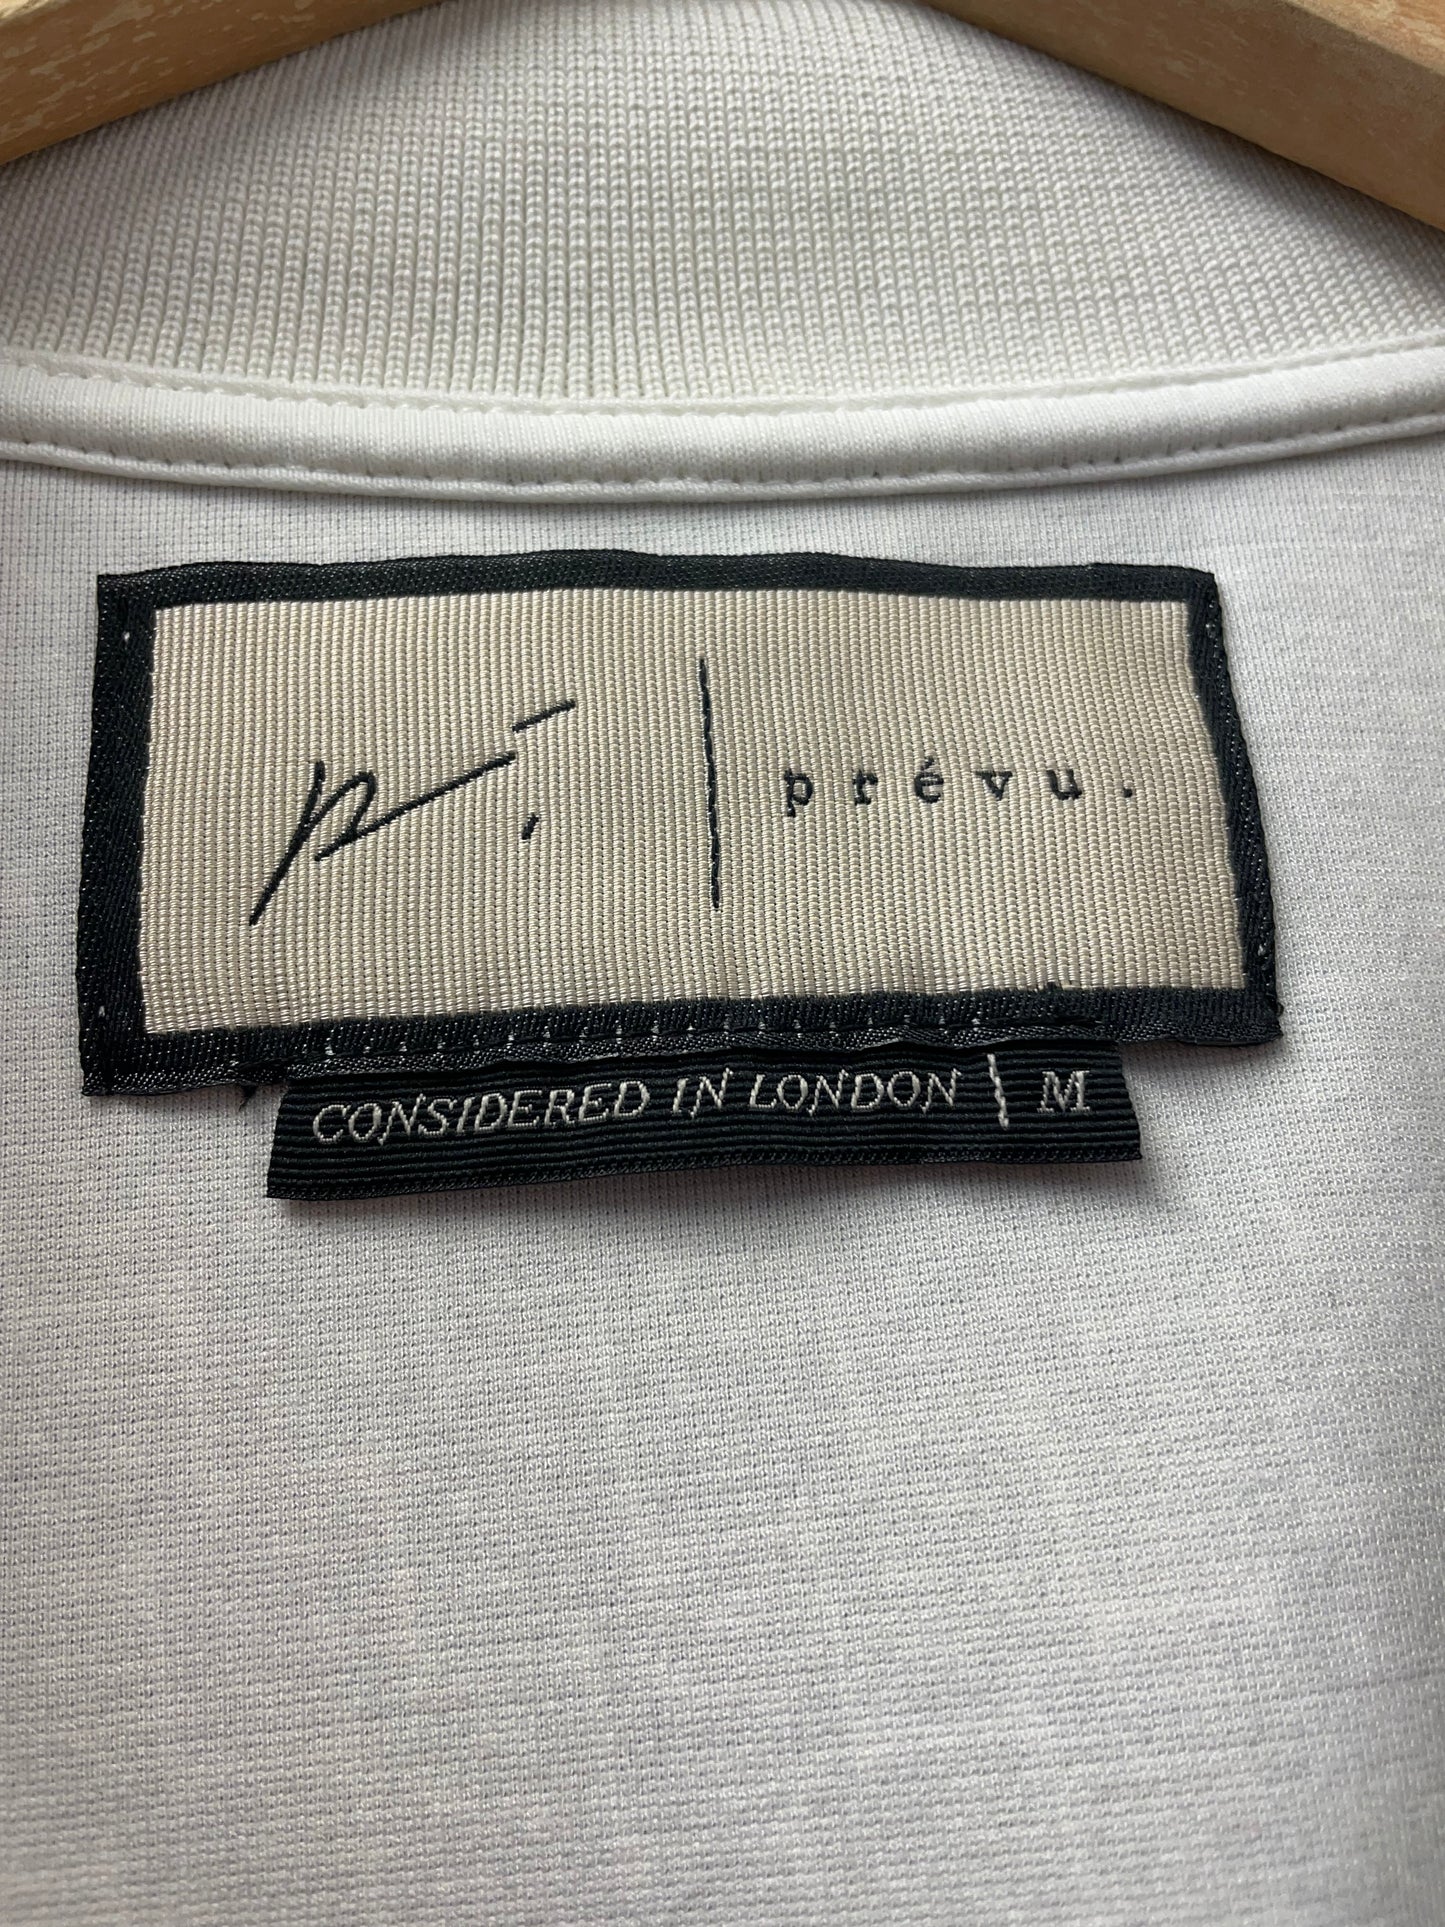 prévu.
CONSIDERED IN LONDON | M